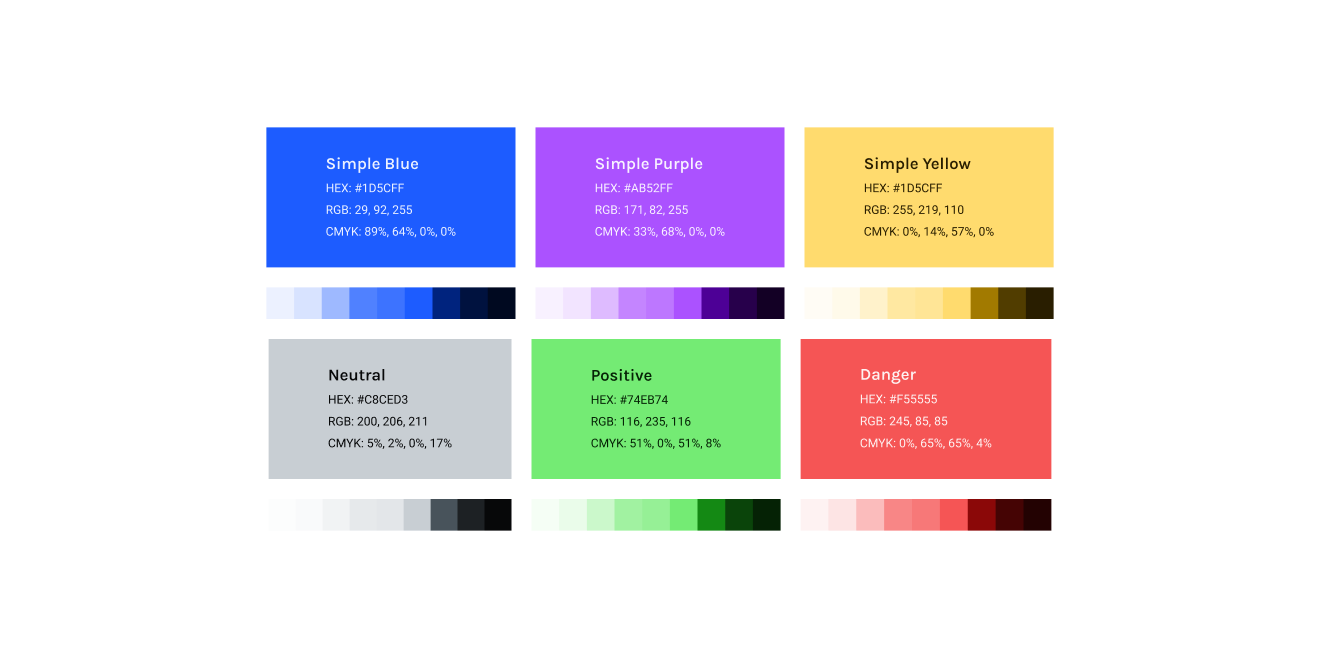 Simple Blue
HEX: #1D5CFF
RGB: 29, 92, 255
CMYK: 89%, 64%, 0%, 0%
Simple Purple
HEX: #AB52FF
RGB: 171, 82, 255
CMYK: 33%, 68%, 0%, 0%
Simple Yellow
HEX: #1D5CFF
RGB: 255, 219, 110
CMYK: 0%, 14%, 57%, 0%
Neutral
HEX: #C8CED3
RGB: 200, 206, 211
CMYK: 5%, 2%, 0%, 17%
Positive
HEX: #74EB74
RGB: 116, 235, 116
CMYK: 51%, 0%, 51%, 8%
Danger
HEX: #F55555
RGB: 245, 85, 85
CMYK: 0%, 65%, 65%, 4%